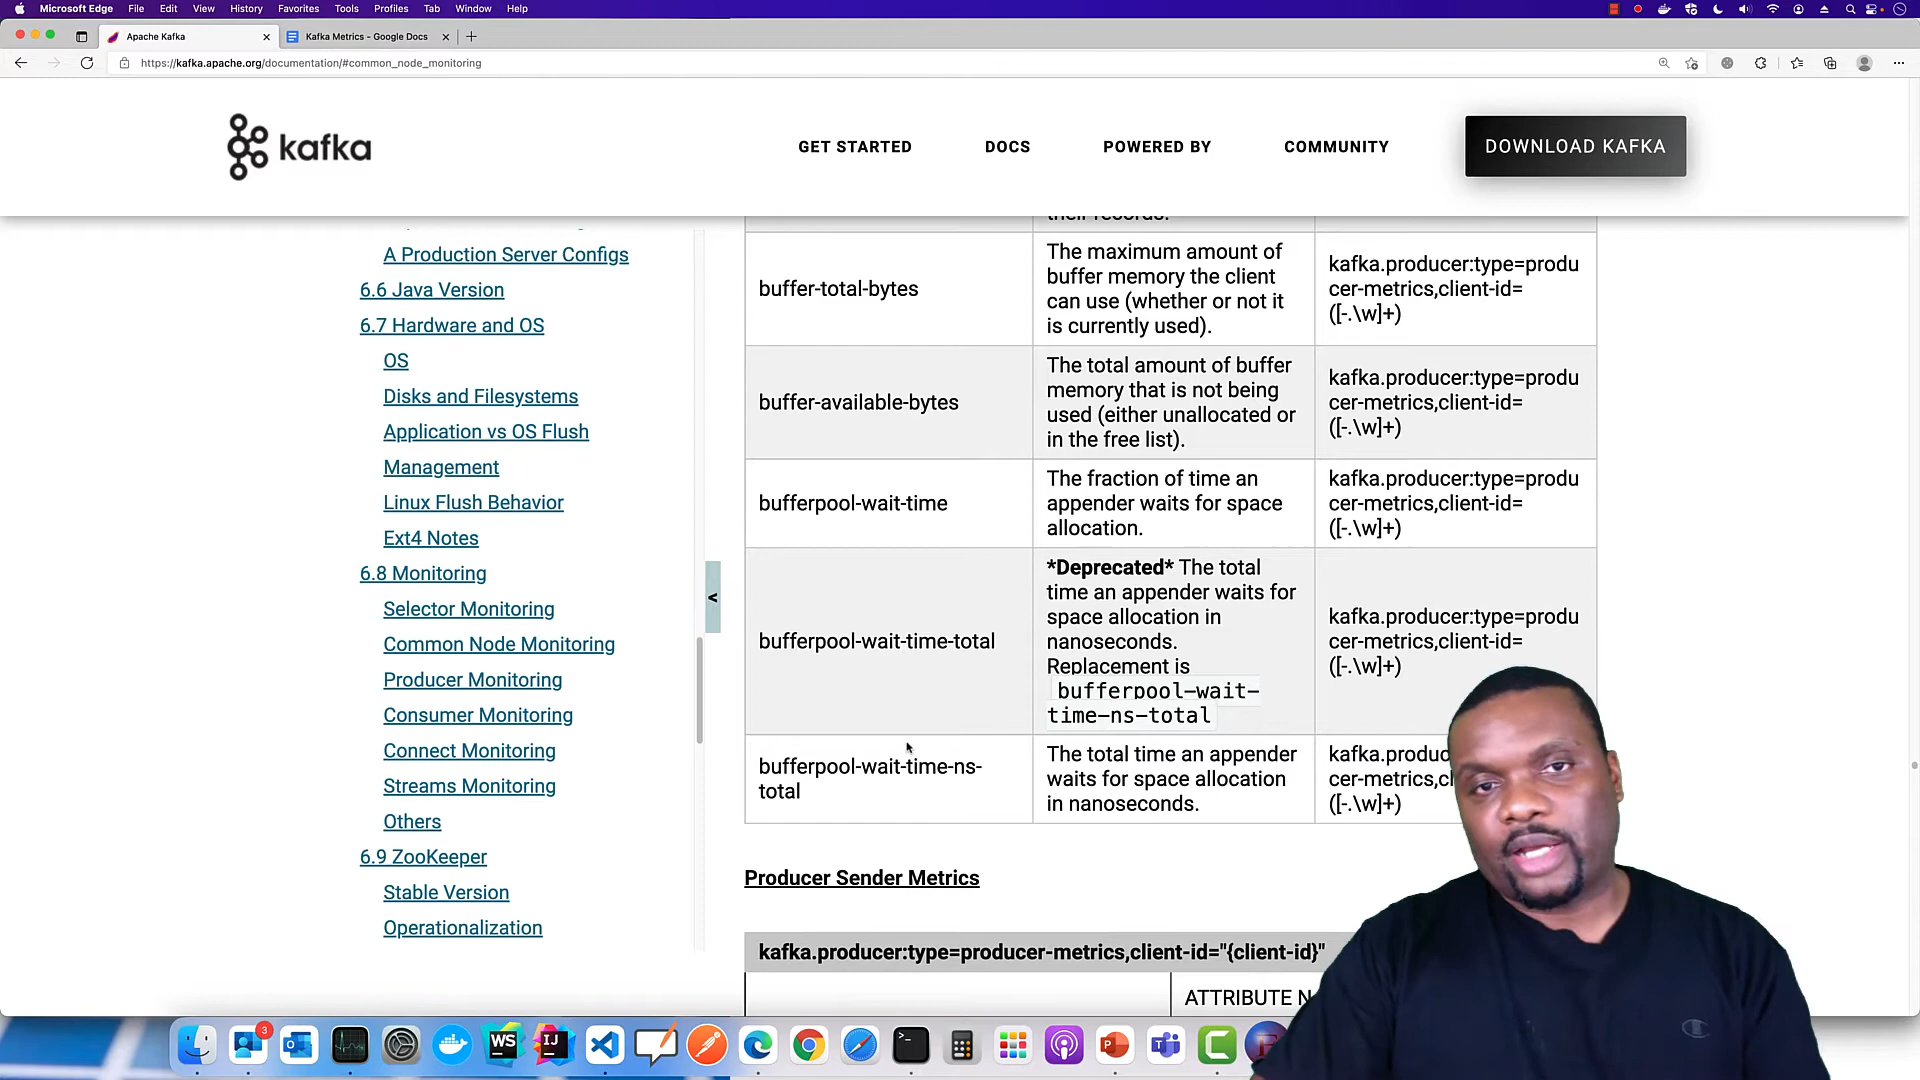 Microsoft Edge File Edit View History Favorites Tools Profiles Tab Window Help
Apache Kafka
Kafka Metrics - Google Docs
https://kafka.apache.org/documentation/#common_node_monitoring
kafka
GET STARTED
DOCS
POWERED BY
COMMUNITY
DOWNLOAD KAFKA
A Production Server Configs
6.6 Java Version
6.7 Hardware and OS
OS
Disks and Filesystems
Application vs OS Flush
Management
Linux Flush Behavior
Ext4 Notes
6.8 Monitoring
Selector Monitoring
Common Node Monitoring
Producer Monitoring
Consumer Monitoring
Connect Monitoring
Streams Monitoring
Others
6.9 ZooKeeper
Stable Version
Operationalization
<
their records.
buffer-total-bytes
The maximum amount of
buffer memory the client
can use (whether or not it
is currently used).
kafka.producer:type=produ
cer-metrics,client-id=
([-.\w]+)
buffer-available-bytes
The total amount of buffer
memory that is not being
used (either unallocated or
in the free list).
kafka.producer:type=produ
cer-metrics,client-id=
([-.\w]+)
bufferpool-wait-time
The fraction of time an
appender waits for space
allocation.
kafka.producer:type=produ
cer-metrics,client-id=
([-.\w]+)
bufferpool-wait-time-total
*Deprecated* The total
time an appender waits for
space allocation in
nanoseconds.
Replacement is
bufferpool-wait-
time-ns-total
kafka.producer:type=produ
cer-metrics,client-id=
([-.\w]+)
bufferpool-wait-time-ns-
total
The total time an appender
waits for space allocation
in nanoseconds.
kafka.produc
cer-metrics,cl
([-.\w]+)
Producer Sender Metrics
kafka.producer:type=producer-metrics,client-id="{client-id}"
ATTRIBUTE N
3
WS
IJ